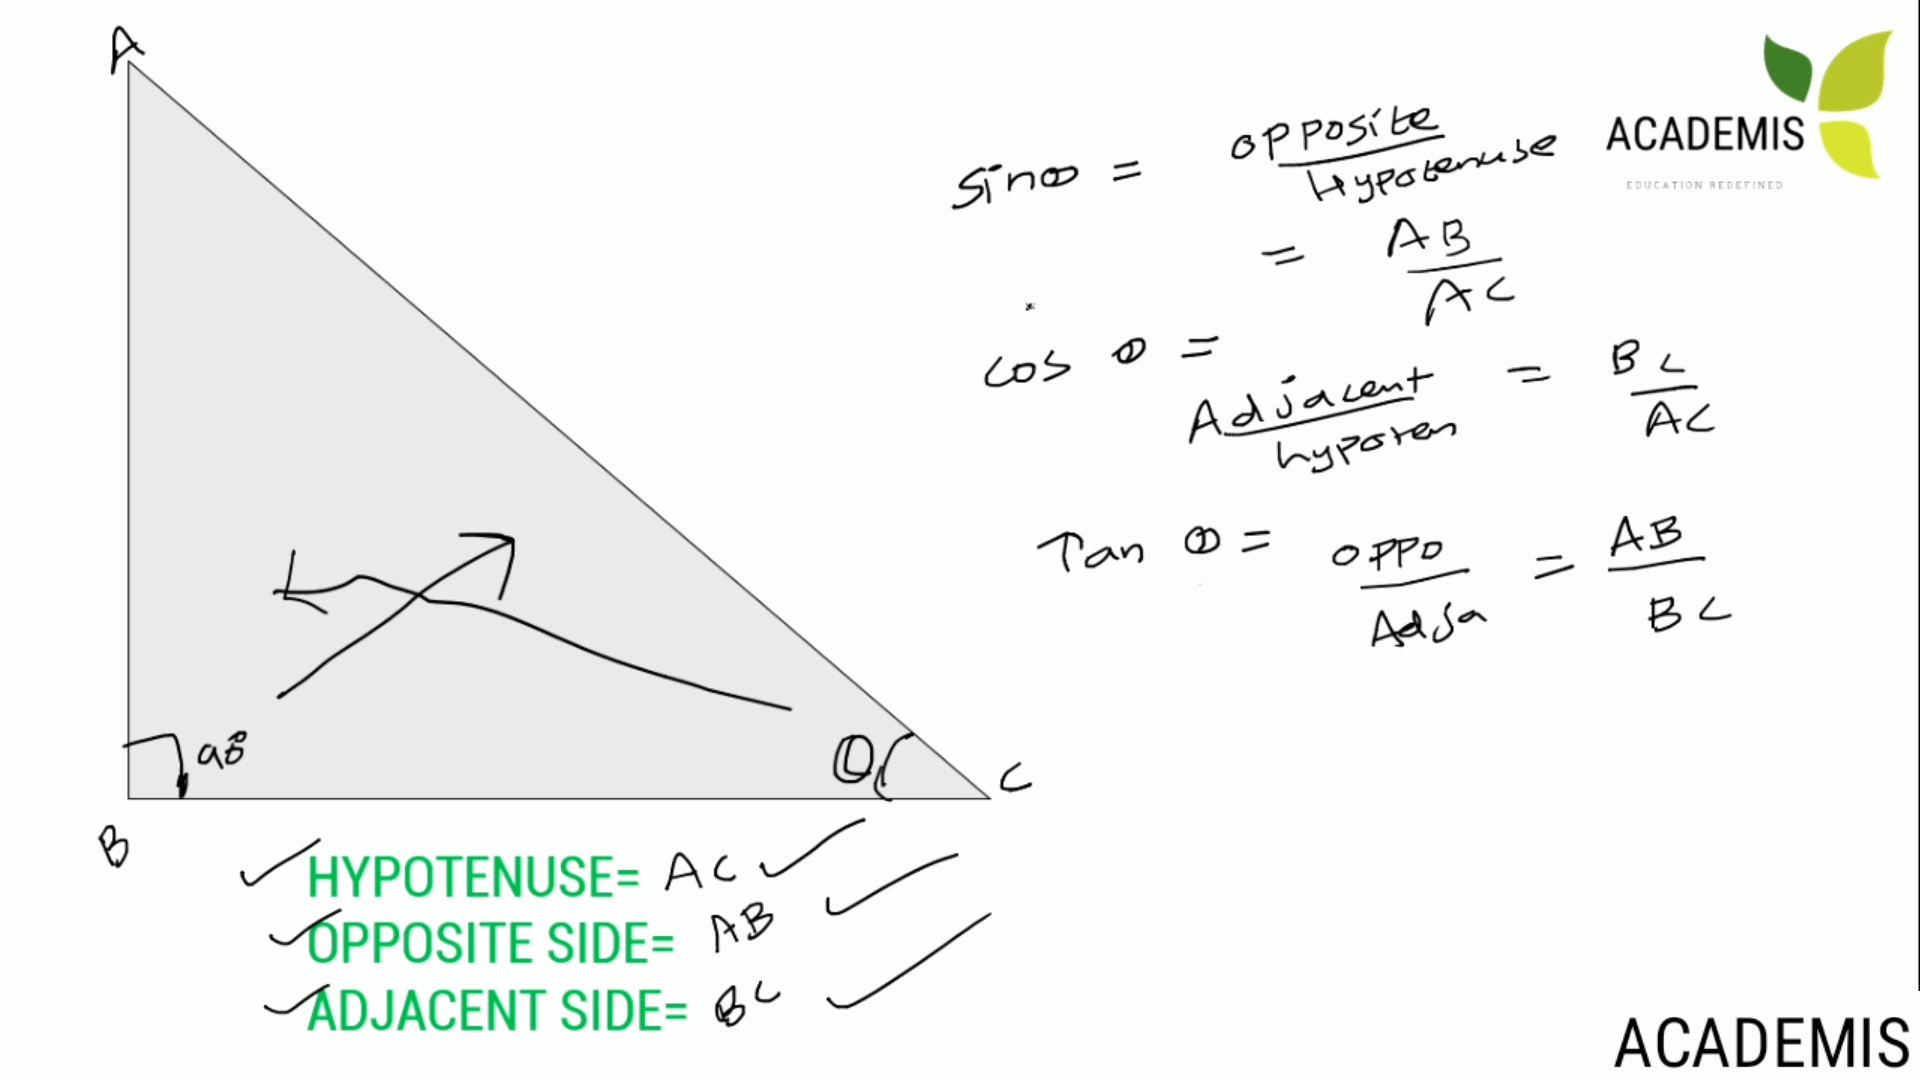 A
ACADEMIS
EDUCATION REDEFINED
sin θ = opposite / Hypotenuse
= AB / AC
cos θ = Adjacent / hypoten = BC / AC
Tan θ = oppo / Adja = AB / BC
90°
θ
C
B
HYPOTENUSE= AC
OPPOSITE SIDE= AB
ADJACENT SIDE= BC
ACADEMIS